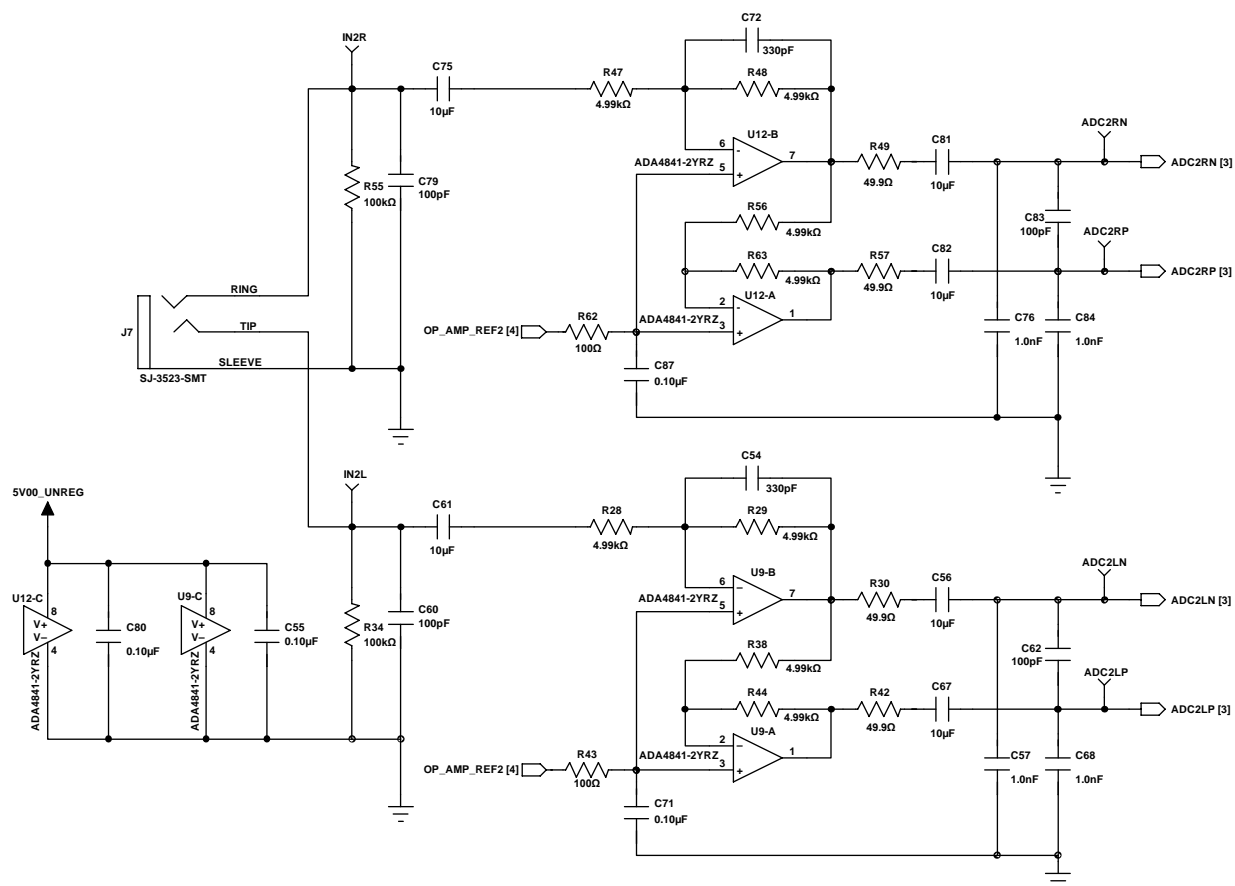 C72
330pF
IN2R
C75
10µF
R47
4.99kΩ
R48
4.99kΩ
U12-B
ADA4841-2YRZ
6
-
5
+
7
R49
49.9Ω
C81
10µF
ADC2RN
ADC2RN [3]
R55
100kΩ
C79
100pF
R56
4.99kΩ
C83
100pF
ADC2RP
R63
4.99kΩ
R57
49.9Ω
C82
10µF
ADC2RP [3]
U12-A
RING
J7
TIP
SLEEVE
SJ-3523-SMT
OP_AMP_REF2 [4]
R62
100Ω
ADA4841-2YRZ
2
-
3
+
1
C76
1.0nF
C84
1.0nF
C87
0.10µF
C54
330pF
5V00_UNREG
IN2L
C61
10µF
R28
4.99kΩ
R29
4.99kΩ
U9-B
ADA4841-2YRZ
6
–
5
+
7
R30
49.9Ω
C56
10µF
ADC2LN
ADC2LN [3]
U12-C
8
V+
V–
4
ADA4841-2YRZ
C80
0.10µF
U9-C
8
V+
V–
4
ADA4841-2YRZ
C55
0.10µF
R34
100kΩ
C60
100pF
R38
4.99kΩ
C62
100pF
ADC2LP
R44
4.99kΩ
R42
49.9Ω
C67
10µF
ADC2LP [3]
U9-A
ADA4841-2YRZ
2
–
3
+
1
OP_AMP_REF2 [4]
R43
100Ω
C57
1.0nF
C68
1.0nF
C71
0.10µF